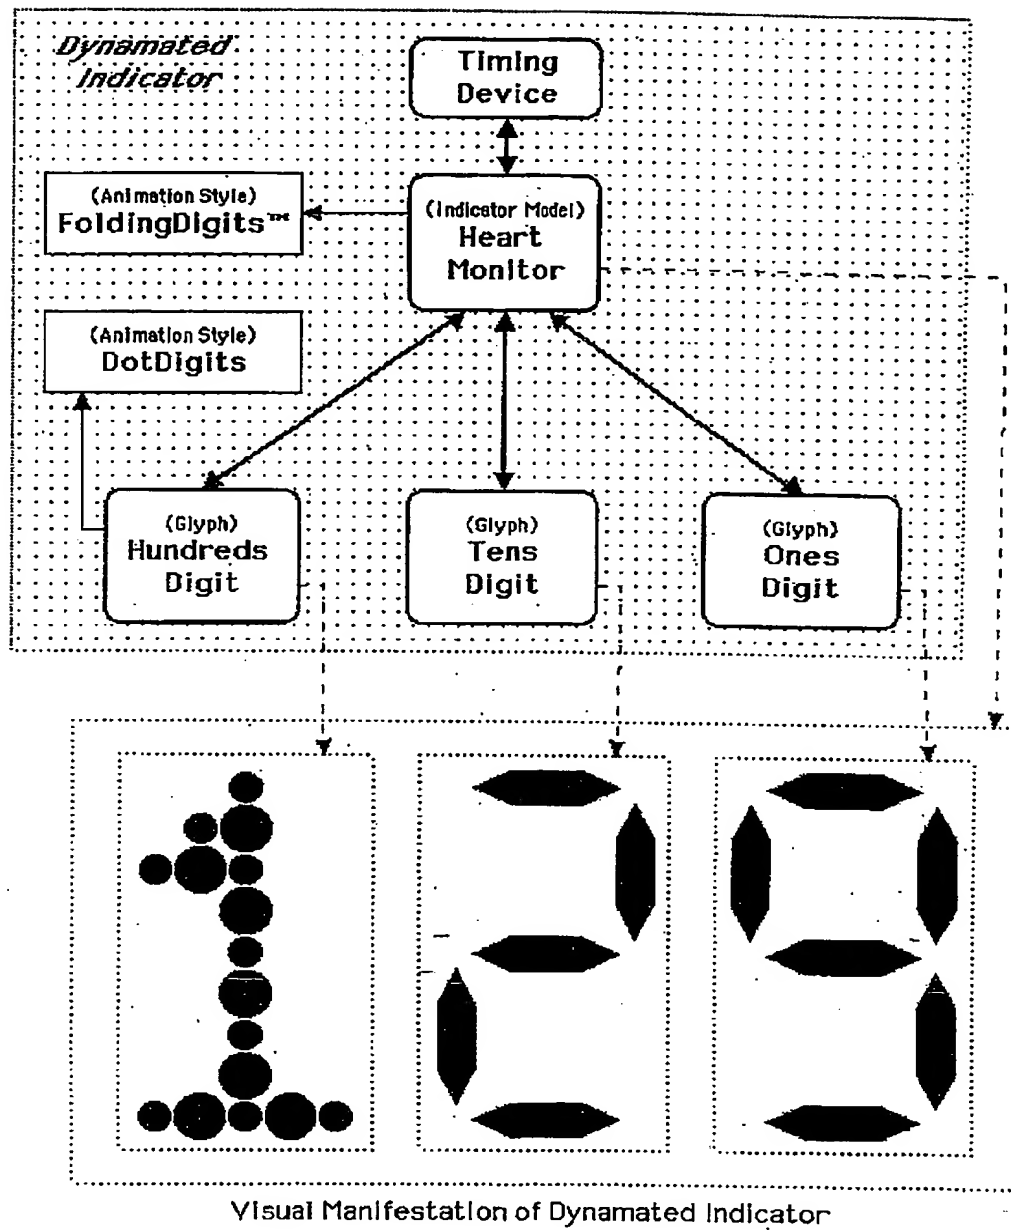 Dynamated
Indicator
Timing
Device
(Animation Style)
FoldingDigits™
(Indicator Model)
Heart
Monitor
(Animation Style)
DotDigits
(Glyph)
Hundreds
Digit
(Glyph)
Tens
Digit
(Glyph)
Ones
Digit
129
Visual Manifestation of Dynamated Indicator